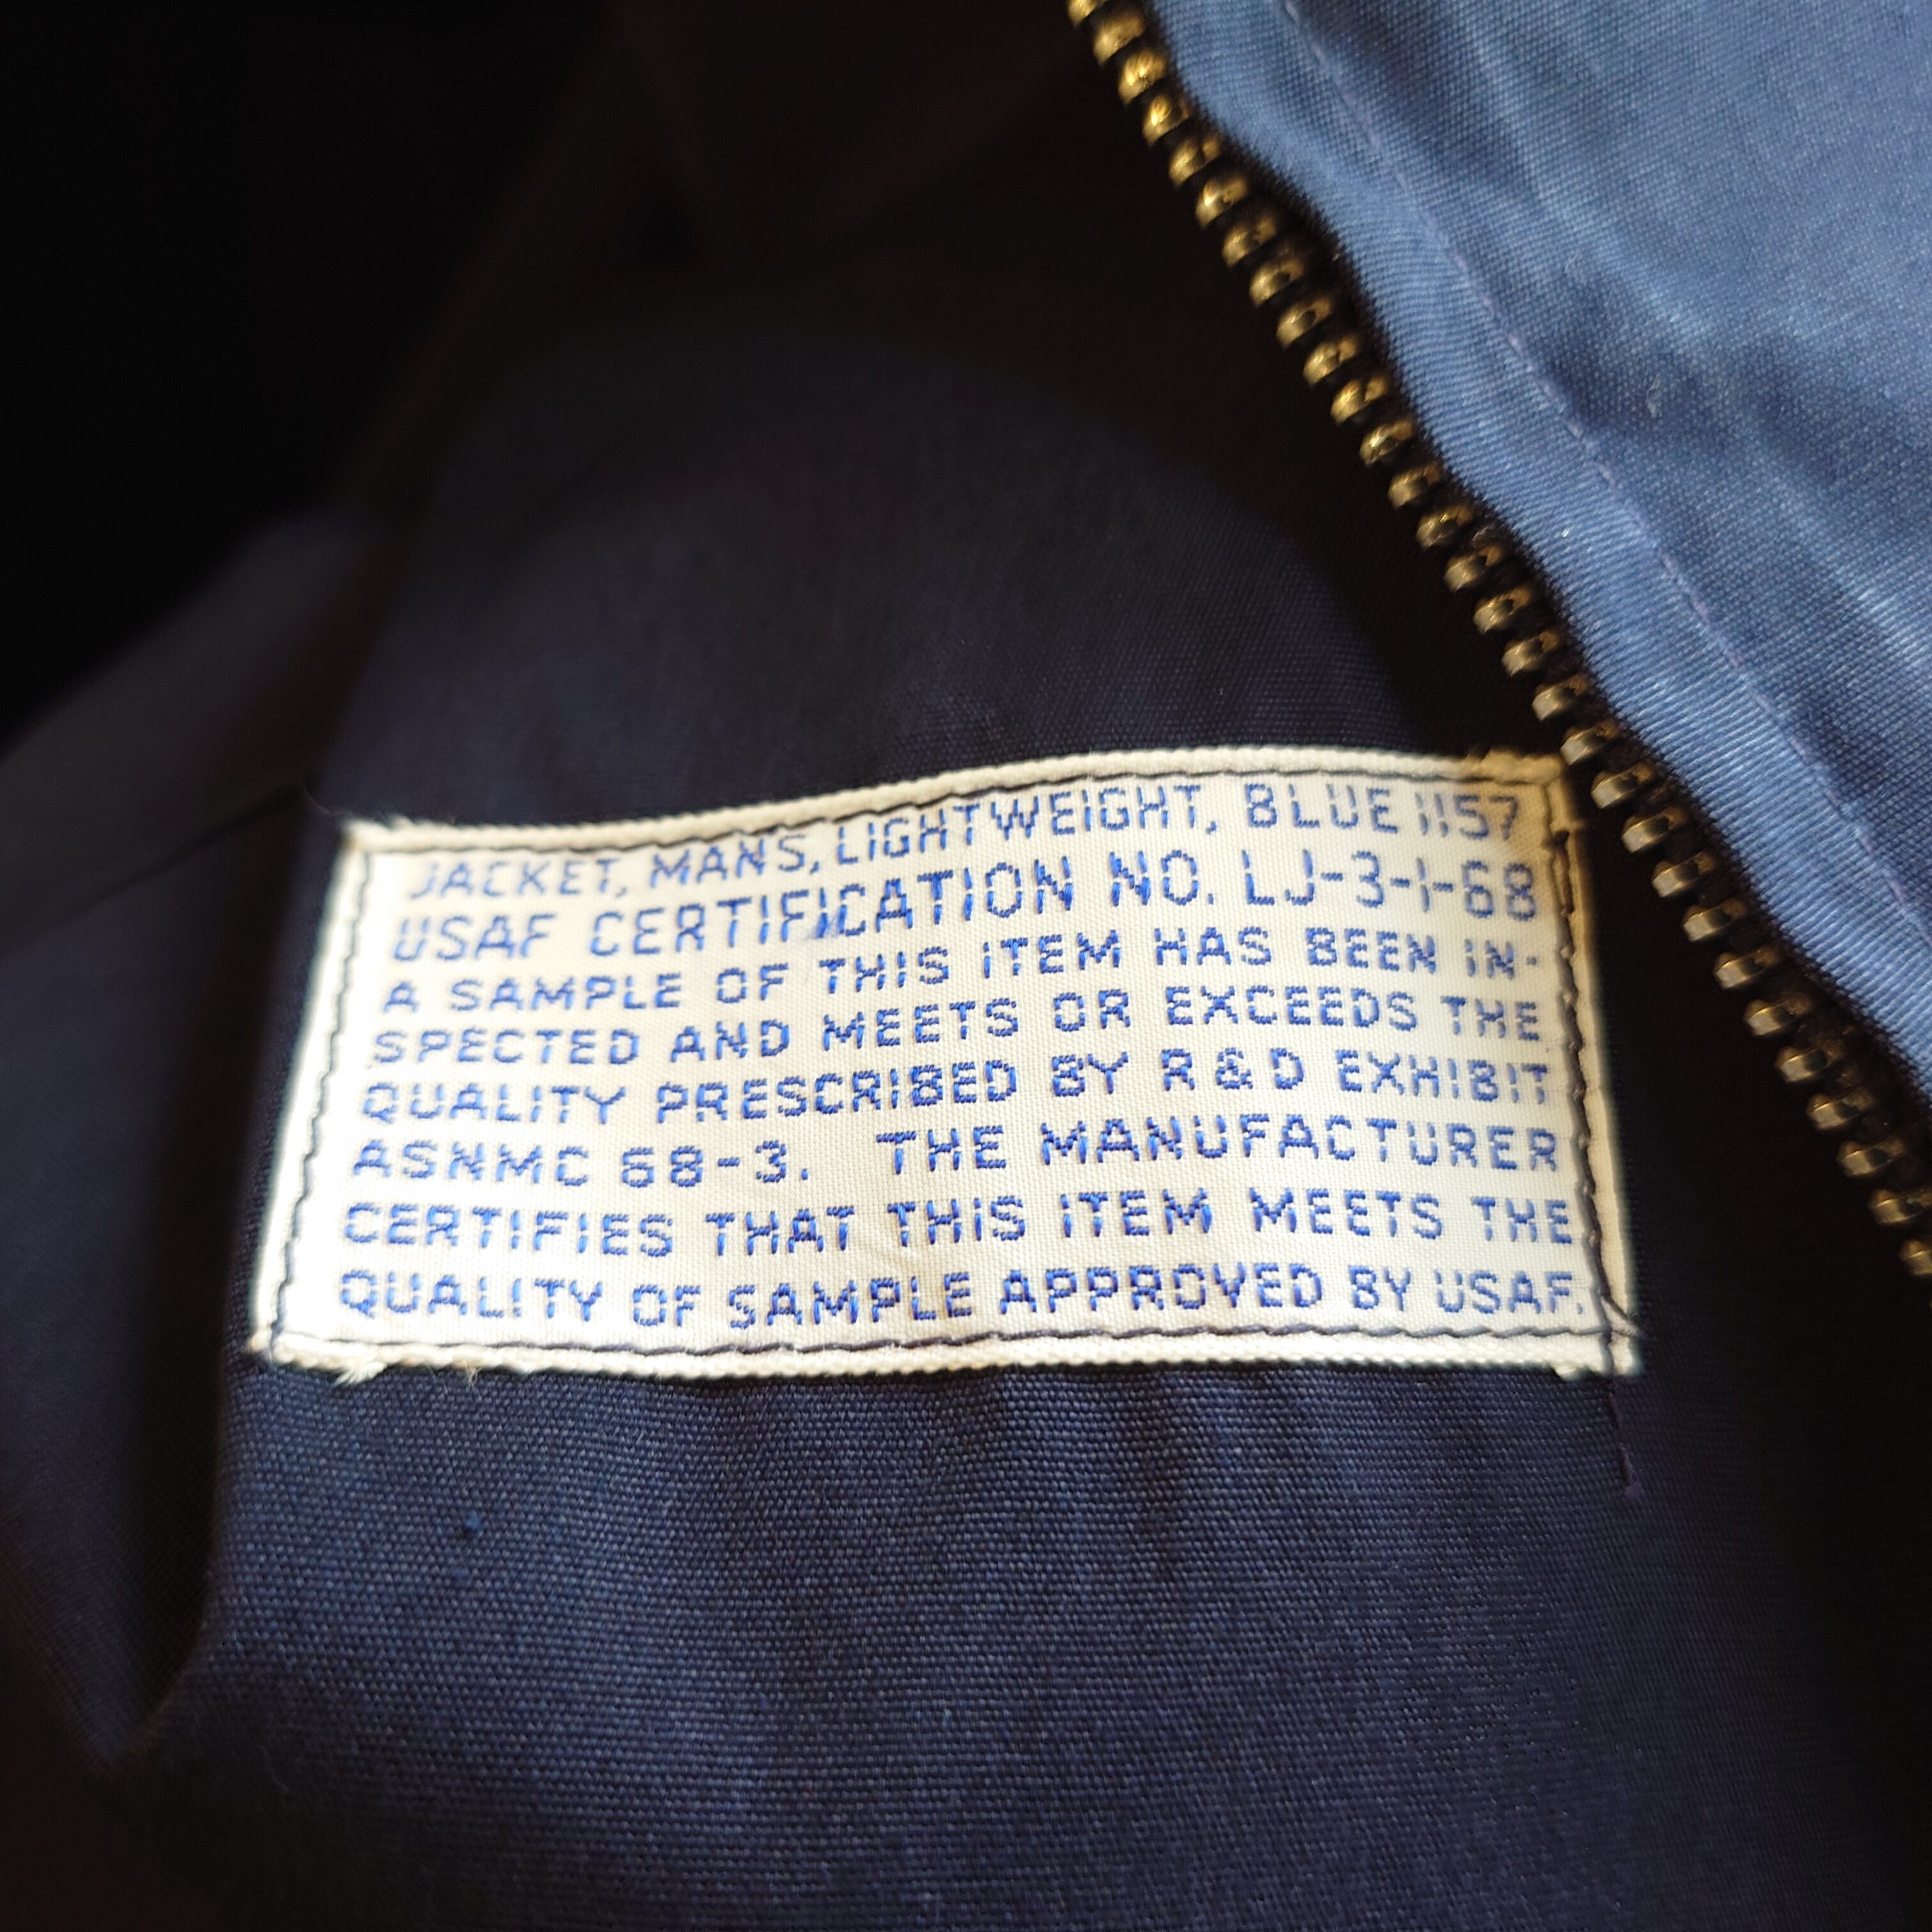 JACKET, MANS, LIGHTWEIGHT, BLUE 1157
USAF CERTIFICATION NO. LJ-3-1-68
A SAMPLE OF THIS ITEM HAS BEEN IN-
SPECTED AND MEETS OR EXCEEDS THE
QUALITY PRESCRIBED BY R & D EXHIBIT
ASNMC 68-3. THE MANUFACTURER
CERTIFIES THAT THIS ITEM MEETS THE
QUALITY OF SAMPLE APPROVED BY USAF.